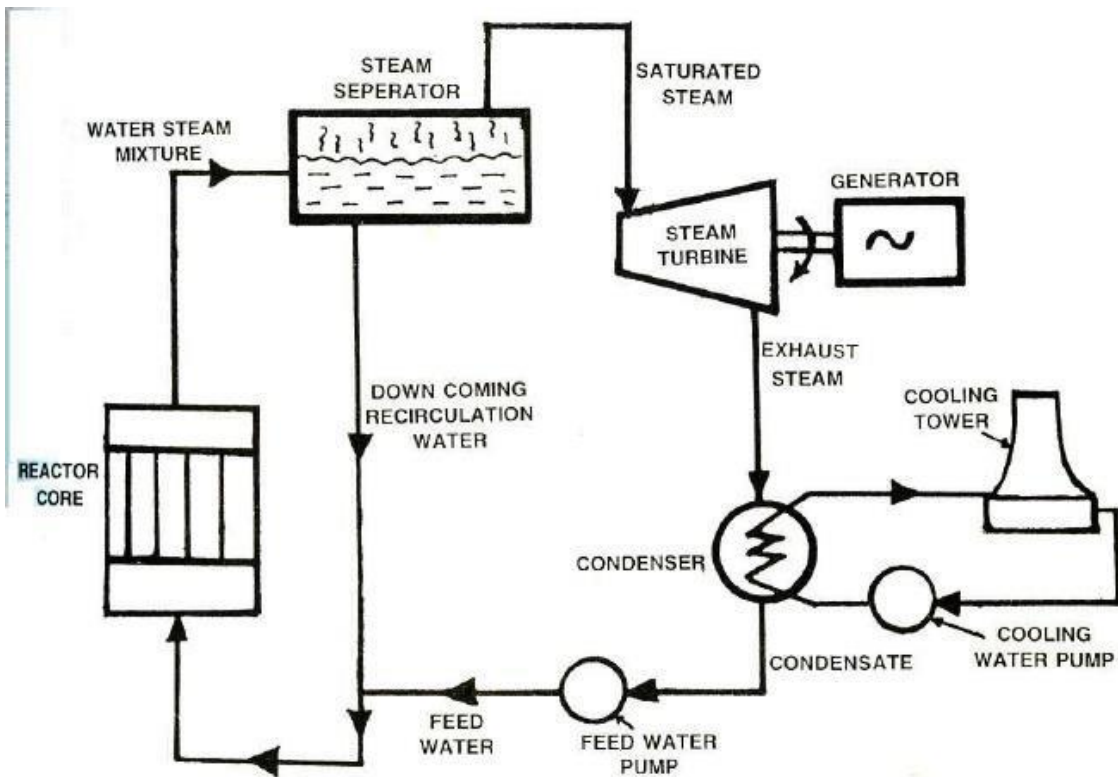 STEAM
SEPERATOR
SATURATED
STEAM
WATER STEAM
MIXTURE
GENERATOR
STEAM
TURBINE
EXHAUST
STEAM
DOWN COMING
RECIRCULATION
WATER
COOLING
TOWER
REACTOR
CORE
CONDENSER
COOLING
WATER PUMP
CONDENSATE
FEED
WATER
FEED WATER
PUMP